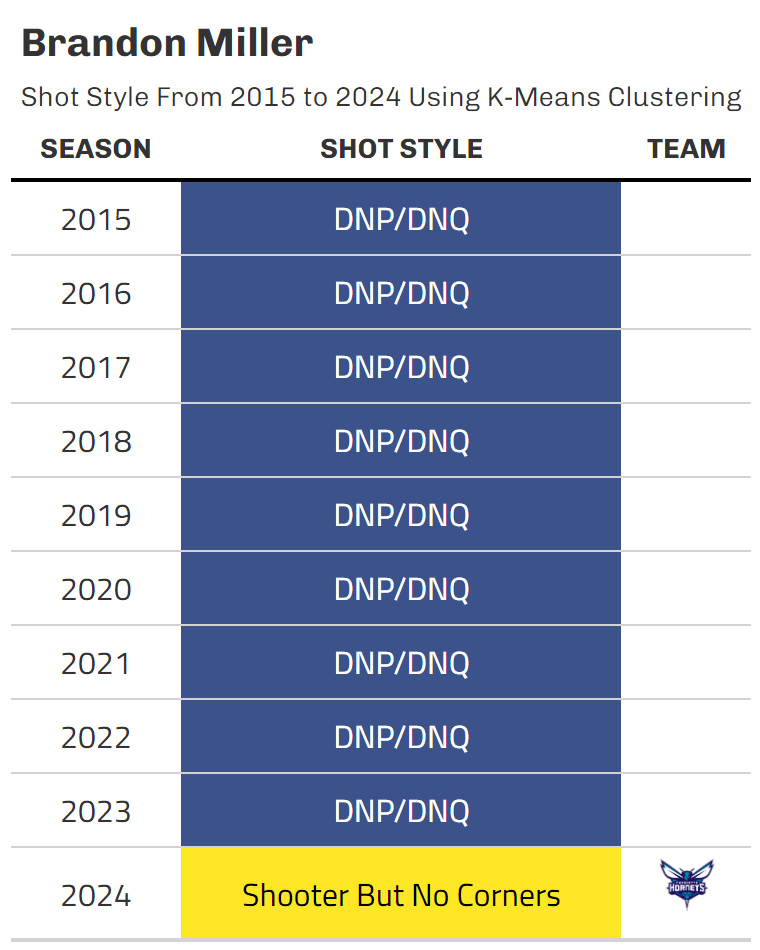 Brandon Miller
Shot Style From 2015 to 2024 Using K-Means Clustering
SEASON SHOT STYLE TEAM
2015 DNP/DNQ
2016 DNP/DNQ
2017 DNP/DNQ
2018 DNP/DNQ
2019 DNP/DNQ
2020 DNP/DNQ
2021 DNP/DNQ
2022 DNP/DNQ
2023 DNP/DNQ
2024 Shooter But No Corners HORNETS